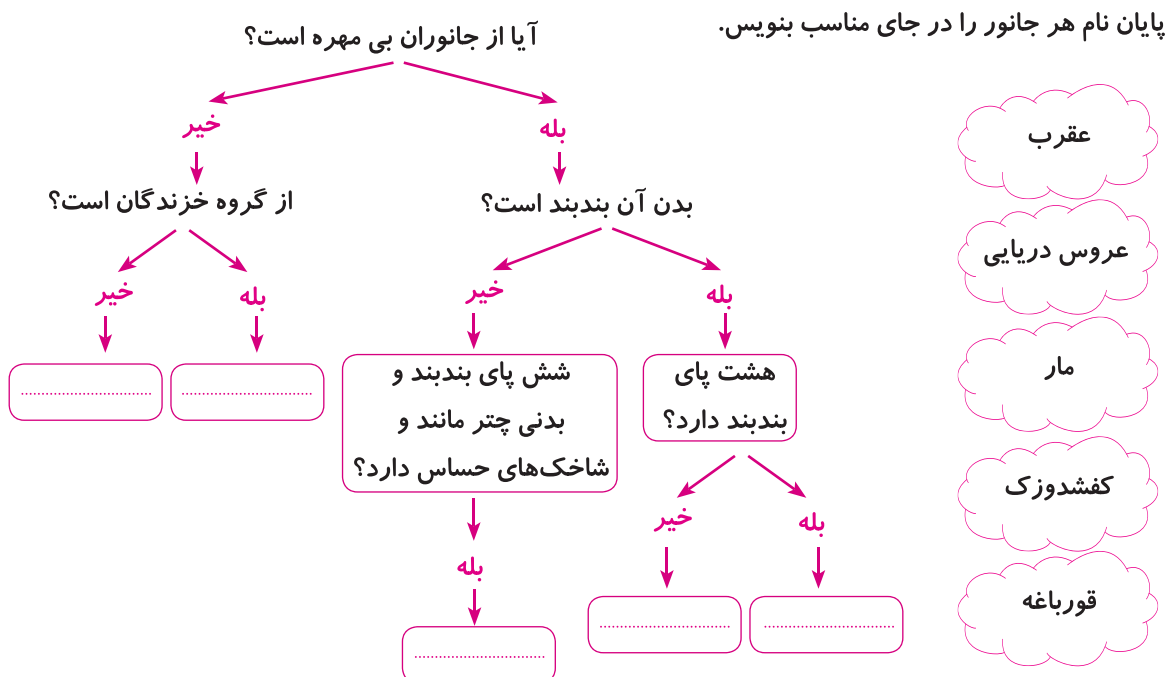 پایان نام هر جانور را در جای مناسب بنویس.
آیا از جانوران بی مهره است؟
بله
خیر
بدن آن بندبند است؟
از گروه خزندگان است؟
بله
خیر
بله
خیر
هشت پای
بندبند دارد؟
شش پای بندبند و
بدنی چتر مانند و
شاخک‌های حساس دارد؟
بله
خیر
بله
عقرب
عروس دریایی
مار
کفشدوزک
قورباغه